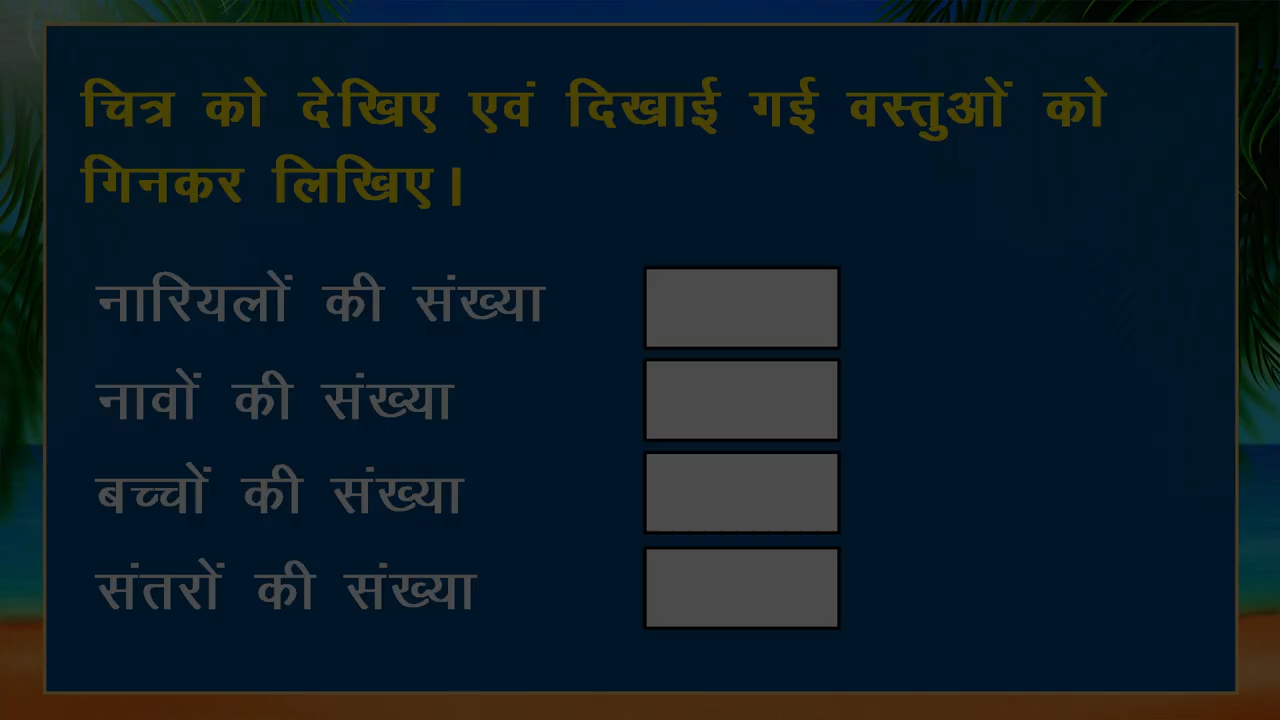 चित्र को देखिए एवं दिखाई गई वस्तुओं को
गिनकर लिखिए।
नारियलों की संख्या
नावों की संख्या
बच्चों की संख्या
संतरों की संख्या